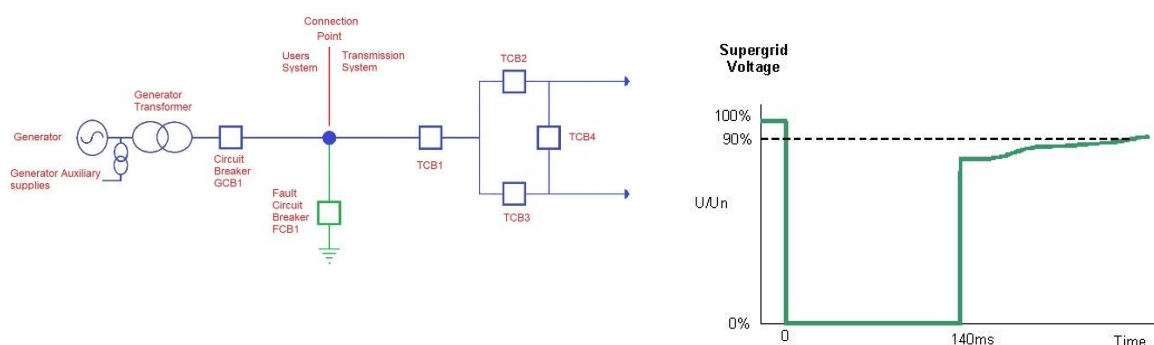 Connection
Point
Users
System
Transmission
System
Generator
Transformer
Generator
Generator Auxiliary
supplies
Circuit
Breaker
GCB1
Fault
Circuit
Breaker
FCB1
TCB1
TCB2
TCB4
TCB3
Supergrid
Voltage
100%
90%
U/Un
0%
0
140ms
Time